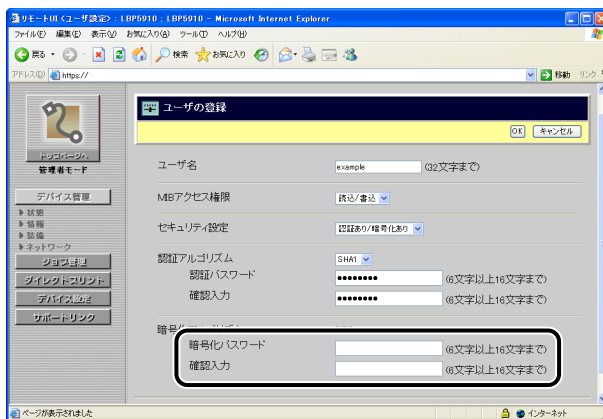 リモートUI <ユーザ設定> : LBP5910 ; LBP5910 - Microsoft Internet Explorer
ファイル(F) 編集(E) 表示(V) お気に入り(A) ツール(T) ヘルプ(H)
戻る 検索 お気に入り
アドレス(D) https:// 移動 リンク
トップページへ
管理者モード
デバイス管理
状態
情報
装備
ネットワーク
ジョブ管理
ダイレクトプリント
デバイス設定
サポートリンク
ユーザの登録
OK キャンセル
ユーザ名 example (32文字まで)
MIBアクセス権限 読込/書込
セキュリティ設定 認証あり/暗号化あり
認証アルゴリズム SHA1
認証パスワード ●●●●●●●● (6文字以上16文字まで)
確認入力 ●●●●●●●● (6文字以上16文字まで)
暗号化パスワード (6文字以上16文字まで)
確認入力 (6文字以上16文字まで)
ページが表示されました インターネット